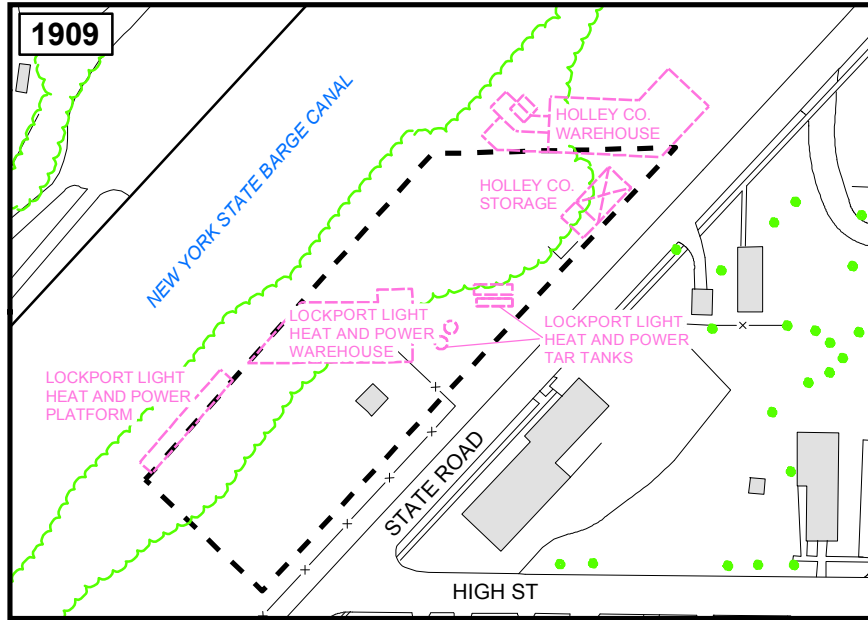 1909
NEW YORK STATE BARGE CANAL
HOLLEY CO.
WAREHOUSE
HOLLEY CO.
STORAGE
LOCKPORT LIGHT
HEAT AND POWER
WAREHOUSE
LOCKPORT LIGHT
HEAT AND POWER
TAR TANKS
LOCKPORT LIGHT
HEAT AND POWER
PLATFORM
STATE ROAD
HIGH ST